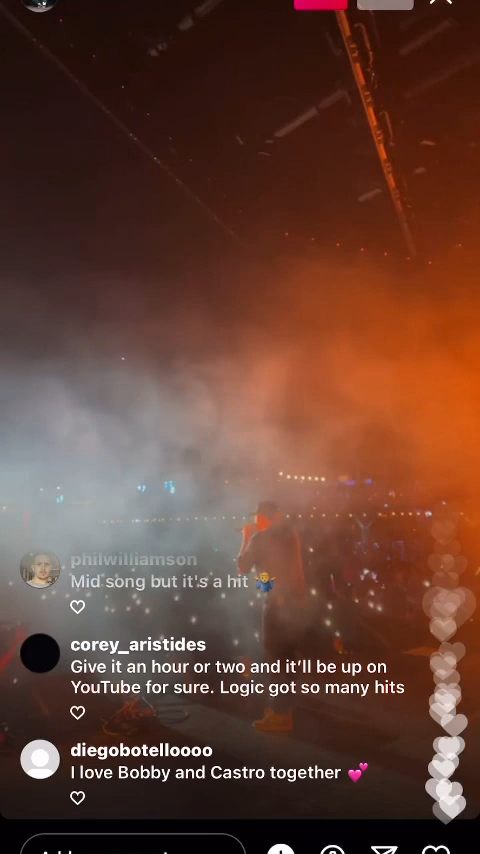 philwilliamson
Mid song but it's a hit 🤷‍♂️
corey_aristides
Give it an hour or two and it'll be up on
YouTube for sure. Logic got so many hits
diegobotelloooo
I love Bobby and Castro together 💕